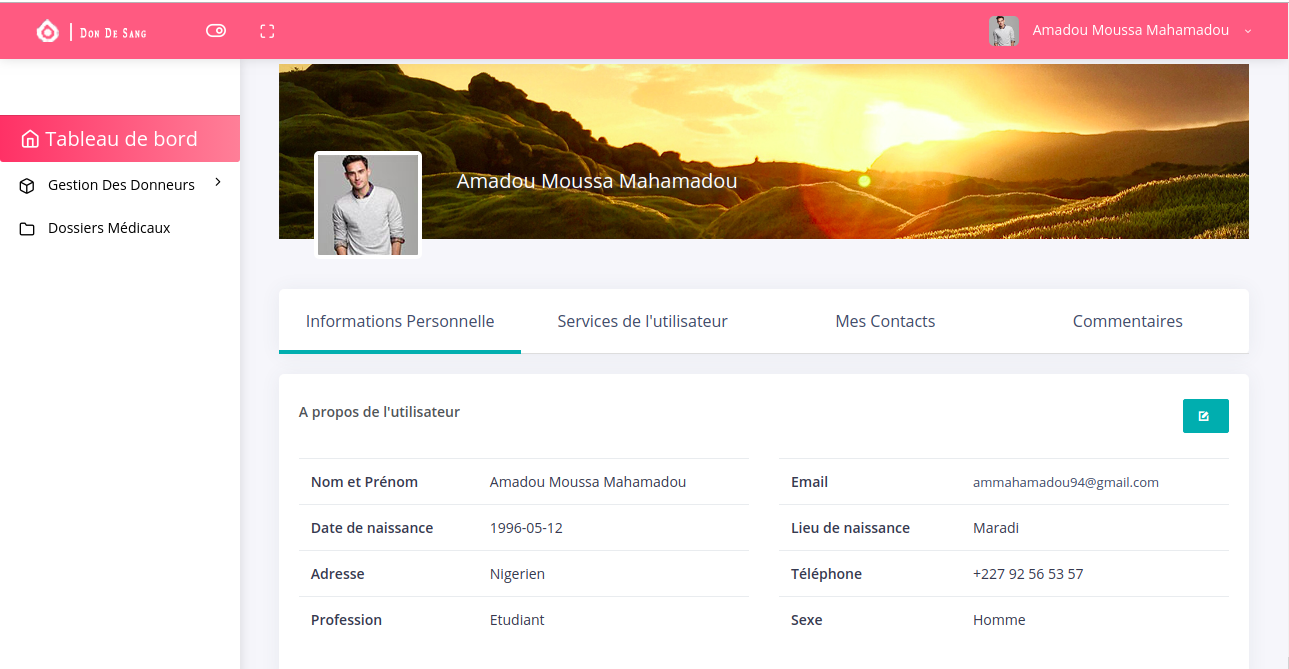 Don De Sang
Amadou Moussa Mahamadou
Tableau de bord
Gestion Des Donneurs
Dossiers Médicaux
Amadou Moussa Mahamadou
Informations Personnelle
Services de l'utilisateur
Mes Contacts
Commentaires
A propos de l'utilisateur
Nom et Prénom Amadou Moussa Mahamadou
Email ammahamadou94@gmail.com
Date de naissance 1996-05-12
Lieu de naissance Maradi
Adresse Nigerien
Téléphone +227 92 56 53 57
Profession Etudiant
Sexe Homme